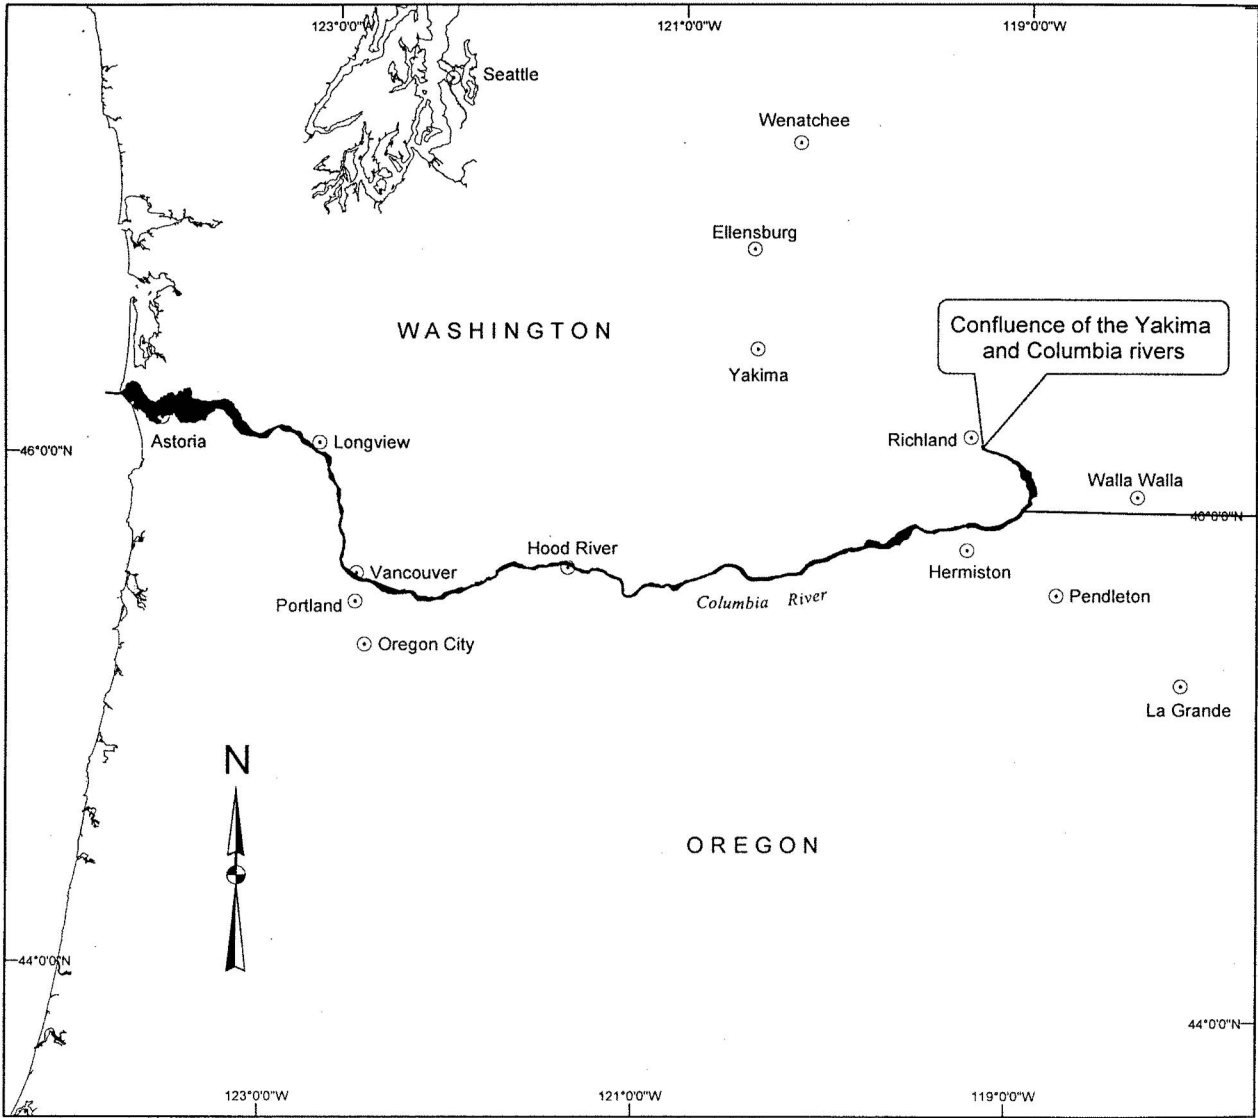 123°0'0"W
121°0'0"W
119°0'0"W
Seattle
Wenatchee
Ellensburg
WASHINGTON
Confluence of the Yakima
and Columbia rivers
Yakima
Astoria
Longview
Richland
46°0'0"N
Walla Walla
46°0'0"N
Hood River
Vancouver
Hermiston
Portland
Columbia River
Pendleton
Oregon City
La Grande
N
OREGON
44°0'0"N
44°0'0"N
123°0'0"W
121°0'0"W
119°0'0"W